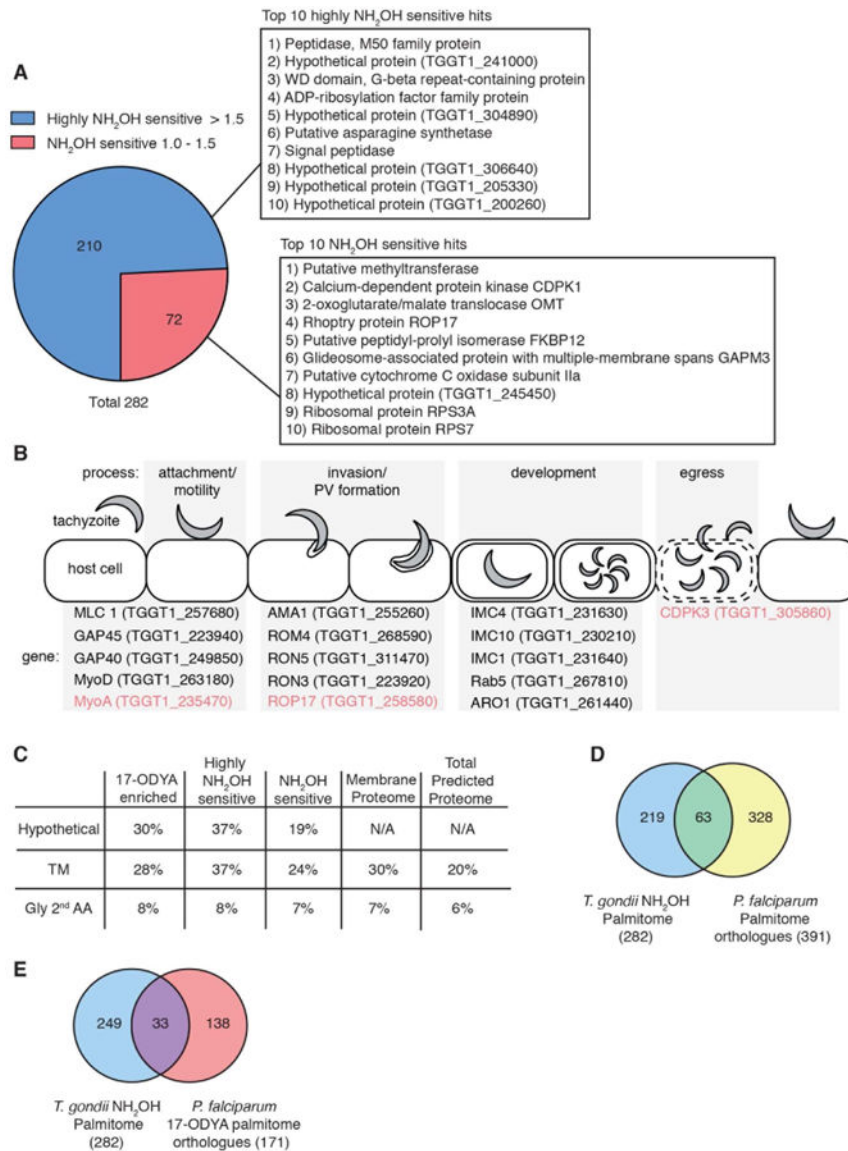 Top 10 highly NH2OH sensitive hits
1) Peptidase, M50 family protein
2) Hypothetical protein (TGGT1_241000)
3) WD domain, G-beta repeat-containing protein
4) ADP-ribosylation factor family protein
5) Hypothetical protein (TGGT1_304890)
6) Putative asparagine synthetase
7) Signal peptidase
8) Hypothetical protein (TGGT1_306640)
9) Hypothetical protein (TGGT1_205330)
10) Hypothetical protein (TGGT1_200260)
A
Highly NH2OH sensitive > 1.5
NH2OH sensitive 1.0 - 1.5
210
72
Total 282
Top 10 NH2OH sensitive hits
1) Putative methyltransferase
2) Calcium-dependent protein kinase CDPK1
3) 2-oxoglutarate/malate translocase OMT
4) Rhoptry protein ROP17
5) Putative peptidyl-prolyl isomerase FKBP12
6) Glideosome-associated protein with multiple-membrane spans GAPM3
7) Putative cytochrome C oxidase subunit IIa
8) Hypothetical protein (TGGT1_245450)
9) Ribosomal protein RPS3A
10) Ribosomal protein RPS7
B
process: attachment/ invasion/ development egress
motility PV formation
tachyzoite
host cell
gene:
MLC 1 (TGGT1_257680)
GAP45 (TGGT1_223940)
GAP40 (TGGT1_249850)
MyoD (TGGT1_263180)
MyoA (TGGT1_235470)
AMA1 (TGGT1_255260)
ROM4 (TGGT1_268590)
RON5 (TGGT1_311470)
RON3 (TGGT1_223920)
ROP17 (TGGT1_258580)
IMC4 (TGGT1_231630)
IMC10 (TGGT1_230210)
IMC1 (TGGT1_231640)
Rab5 (TGGT1_267810)
ARO1 (TGGT1_261440)
CDPK3 (TGGT1_305860)
C
17-ODYA enriched
Highly NH2OH sensitive
NH2OH sensitive
Membrane Proteome
Total Predicted Proteome
Hypothetical 30% 37% 19% N/A N/A
TM 28% 37% 24% 30% 20%
Gly 2nd AA 8% 8% 7% 7% 6%
D
219 63 328
T. gondii NH2OH
Palmitome
(282)
P. falciparum
Palmitome
orthologues (391)
E
249 33 138
T. gondii NH2OH
Palmitome
(282)
P. falciparum
17-ODYA palmitome
orthologues (171)